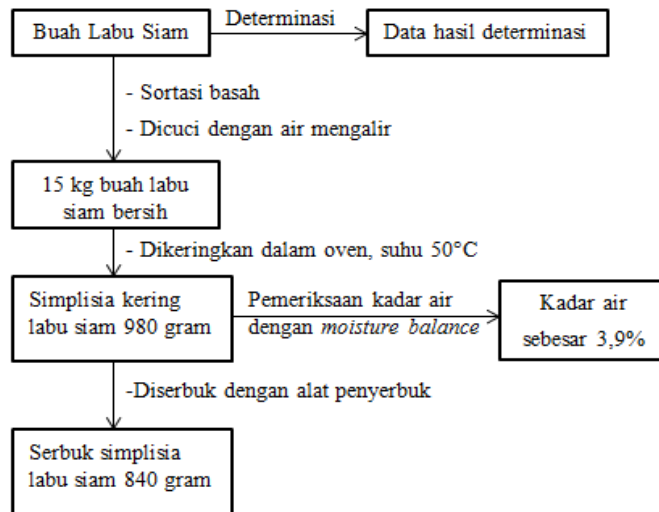 Buah Labu Siam
Determinasi
Data hasil determinasi
- Sortasi basah
- Dicuci dengan air mengalir
15 kg buah labu
siam bersih
- Dikeringkan dalam oven, suhu 50°C
Simplisia kering
labu siam 980 gram
Pemeriksaan kadar air
dengan moisture balance
Kadar air
sebesar 3,9%
-Diserbuk dengan alat penyerbuk
Serbuk simplisia
labu siam 840 gram